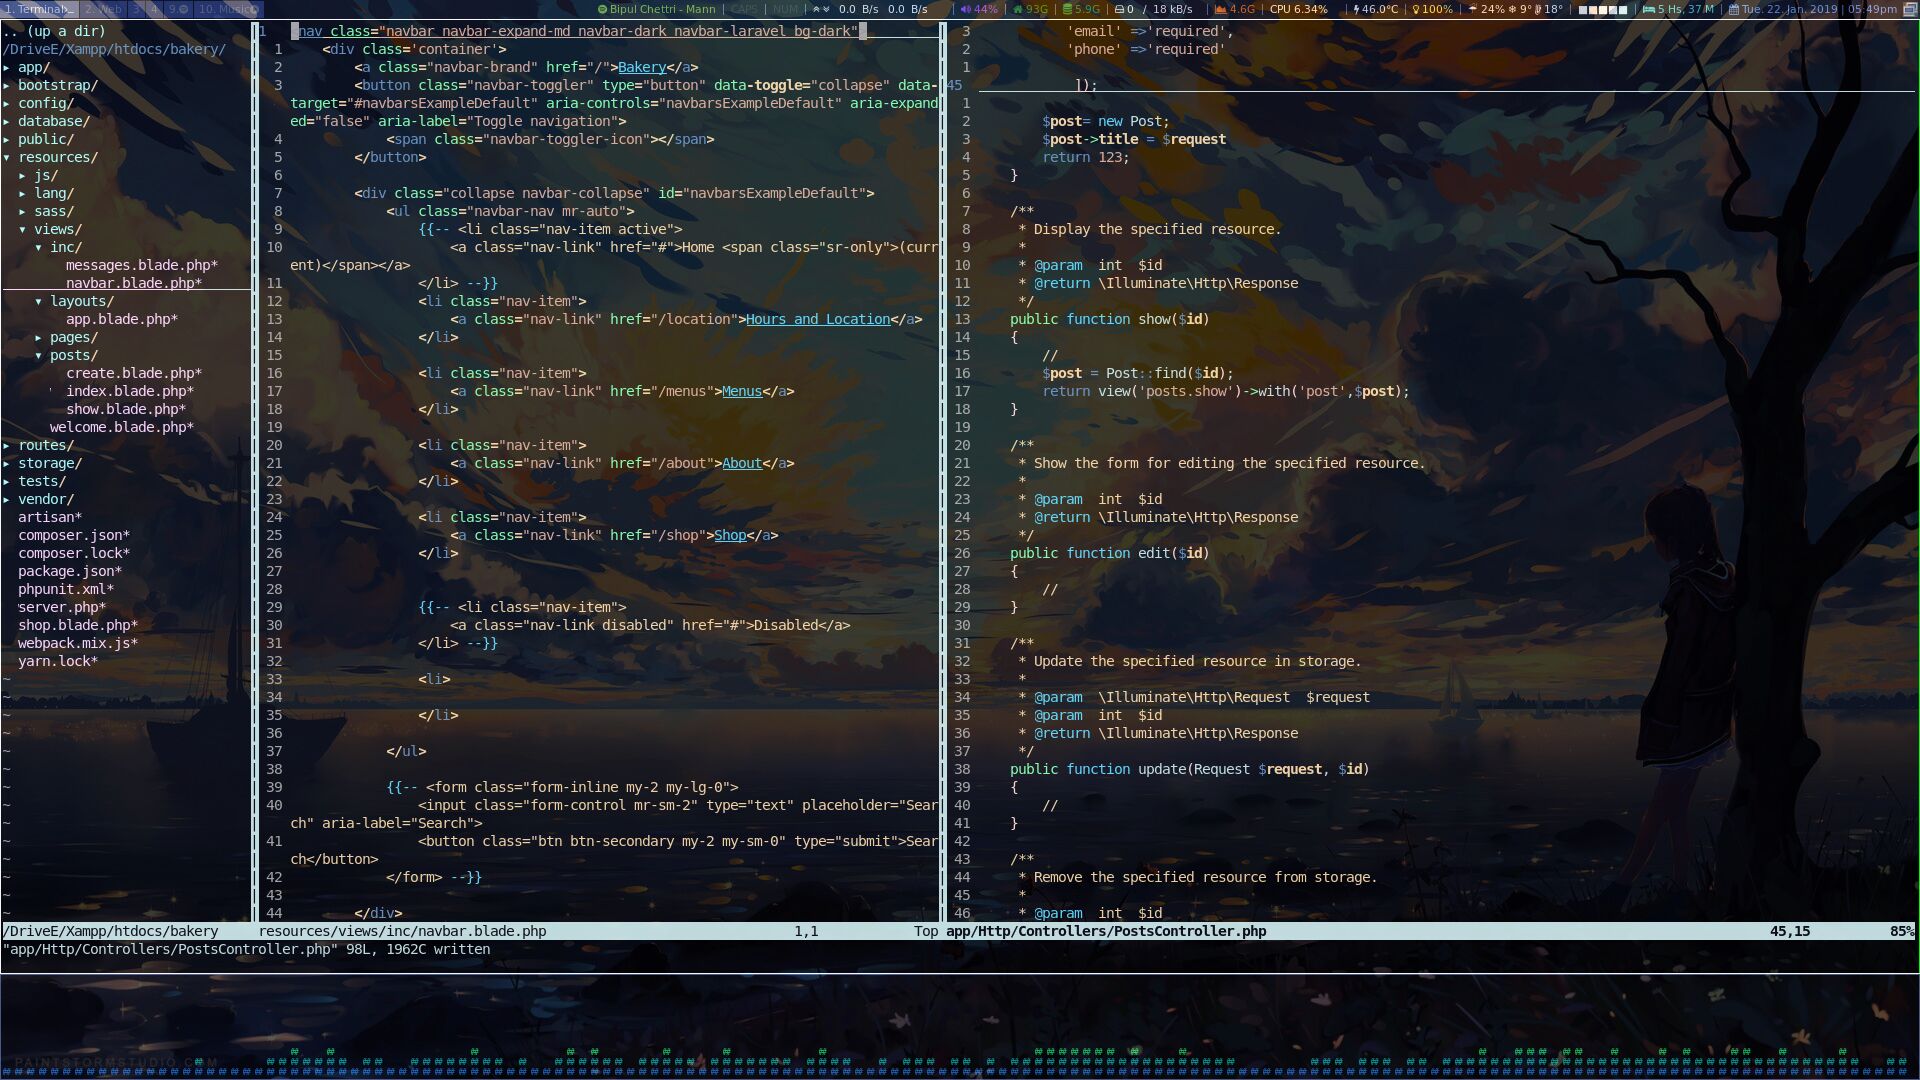 1. Terminal 2. Web 3 4 9. 10. Music Bipul Chettri - Mann CAPS NUM 0.0 B/s 0.0 B/s 44% 93G 5.9G 0 / 18 kB/s 4.6G CPU 6.34% 46.0°C 100% 24% 9° 18° 5 Hs, 37 M Tue. 22. Jan, 2019 05:49pm
.. (up a dir)
/DriveE/Xampp/htdocs/bakery/
▸ app/
▸ bootstrap/
▸ config/
▸ database/
▸ public/
▾ resources/
▸ js/
▸ lang/
▸ sass/
▾ views/
▾ inc/
messages.blade.php*
navbar.blade.php*
▾ layouts/
app.blade.php*
▸ pages/
▾ posts/
create.blade.php*
index.blade.php*
show.blade.php*
welcome.blade.php*
▸ routes/
▸ storage/
▸ tests/
▸ vendor/
artisan*
composer.json*
composer.lock*
package.json*
phpunit.xml*
server.php*
shop.blade.php*
webpack.mix.js*
yarn.lock*
1 <nav class="navbar navbar-expand-md navbar-dark navbar-laravel bg-dark">
1 <div class='container'>
2 <a class="navbar-brand" href="/">Bakery</a>
3 <button class="navbar-toggler" type="button" data-toggle="collapse" data-
target="#navbarsExampleDefault" aria-controls="navbarsExampleDefault" aria-expand
ed="false" aria-label="Toggle navigation">
4 <span class="navbar-toggler-icon"></span>
5 </button>
6
7 <div class="collapse navbar-collapse" id="navbarsExampleDefault">
8 <ul class="navbar-nav mr-auto">
9 {{-- <li class="nav-item active">
10 <a class="nav-link" href="#">Home <span class="sr-only">(curr
ent)</span></a>
11 </li> --}}
12 <li class="nav-item">
13 <a class="nav-link" href="/location">Hours and Location</a>
14 </li>
15
16 <li class="nav-item">
17 <a class="nav-link" href="/menus">Menus</a>
18 </li>
19
20 <li class="nav-item">
21 <a class="nav-link" href="/about">About</a>
22 </li>
23
24 <li class="nav-item">
25 <a class="nav-link" href="/shop">Shop</a>
26 </li>
27
28
29 {{-- <li class="nav-item">
30 <a class="nav-link disabled" href="#">Disabled</a>
31 </li> --}}
32
33 <li>
34
35 </li>
36
37 </ul>
38
39 {{-- <form class="form-inline my-2 my-lg-0">
40 <input class="form-control mr-sm-2" type="text" placeholder="Sear
ch" aria-label="Search">
41 <button class="btn btn-secondary my-2 my-sm-0" type="submit">Sear
ch</button>
42 </form> --}}
43
44 </div>
3 'email' =>'required',
2 'phone' =>'required'
1
45 ]);
1
2 $post= new Post;
3 $post->title = $request
4 return 123;
5 }
6
7 /**
8 * Display the specified resource.
9 *
10 * @param int $id
11 * @return \Illuminate\Http\Response
12 */
13 public function show($id)
14 {
15 //
16 $post = Post::find($id);
17 return view('posts.show')->with('post',$post);
18 }
19
20 /**
21 * Show the form for editing the specified resource.
22 *
23 * @param int $id
24 * @return \Illuminate\Http\Response
25 */
26 public function edit($id)
27 {
28 //
29 }
30
31 /**
32 * Update the specified resource in storage.
33 *
34 * @param \Illuminate\Http\Request $request
35 * @param int $id
36 * @return \Illuminate\Http\Response
37 */
38 public function update(Request $request, $id)
39 {
40 //
41 }
42
43 /**
44 * Remove the specified resource from storage.
45 *
46 * @param int $id
/DriveE/Xampp/htdocs/bakery resources/views/inc/navbar.blade.php 1,1 Top app/Http/Controllers/PostsController.php 45,15 85%
"app/Http/Controllers/PostsController.php" 98L, 1962C written
PAINTSTORMSTUDIO.COM